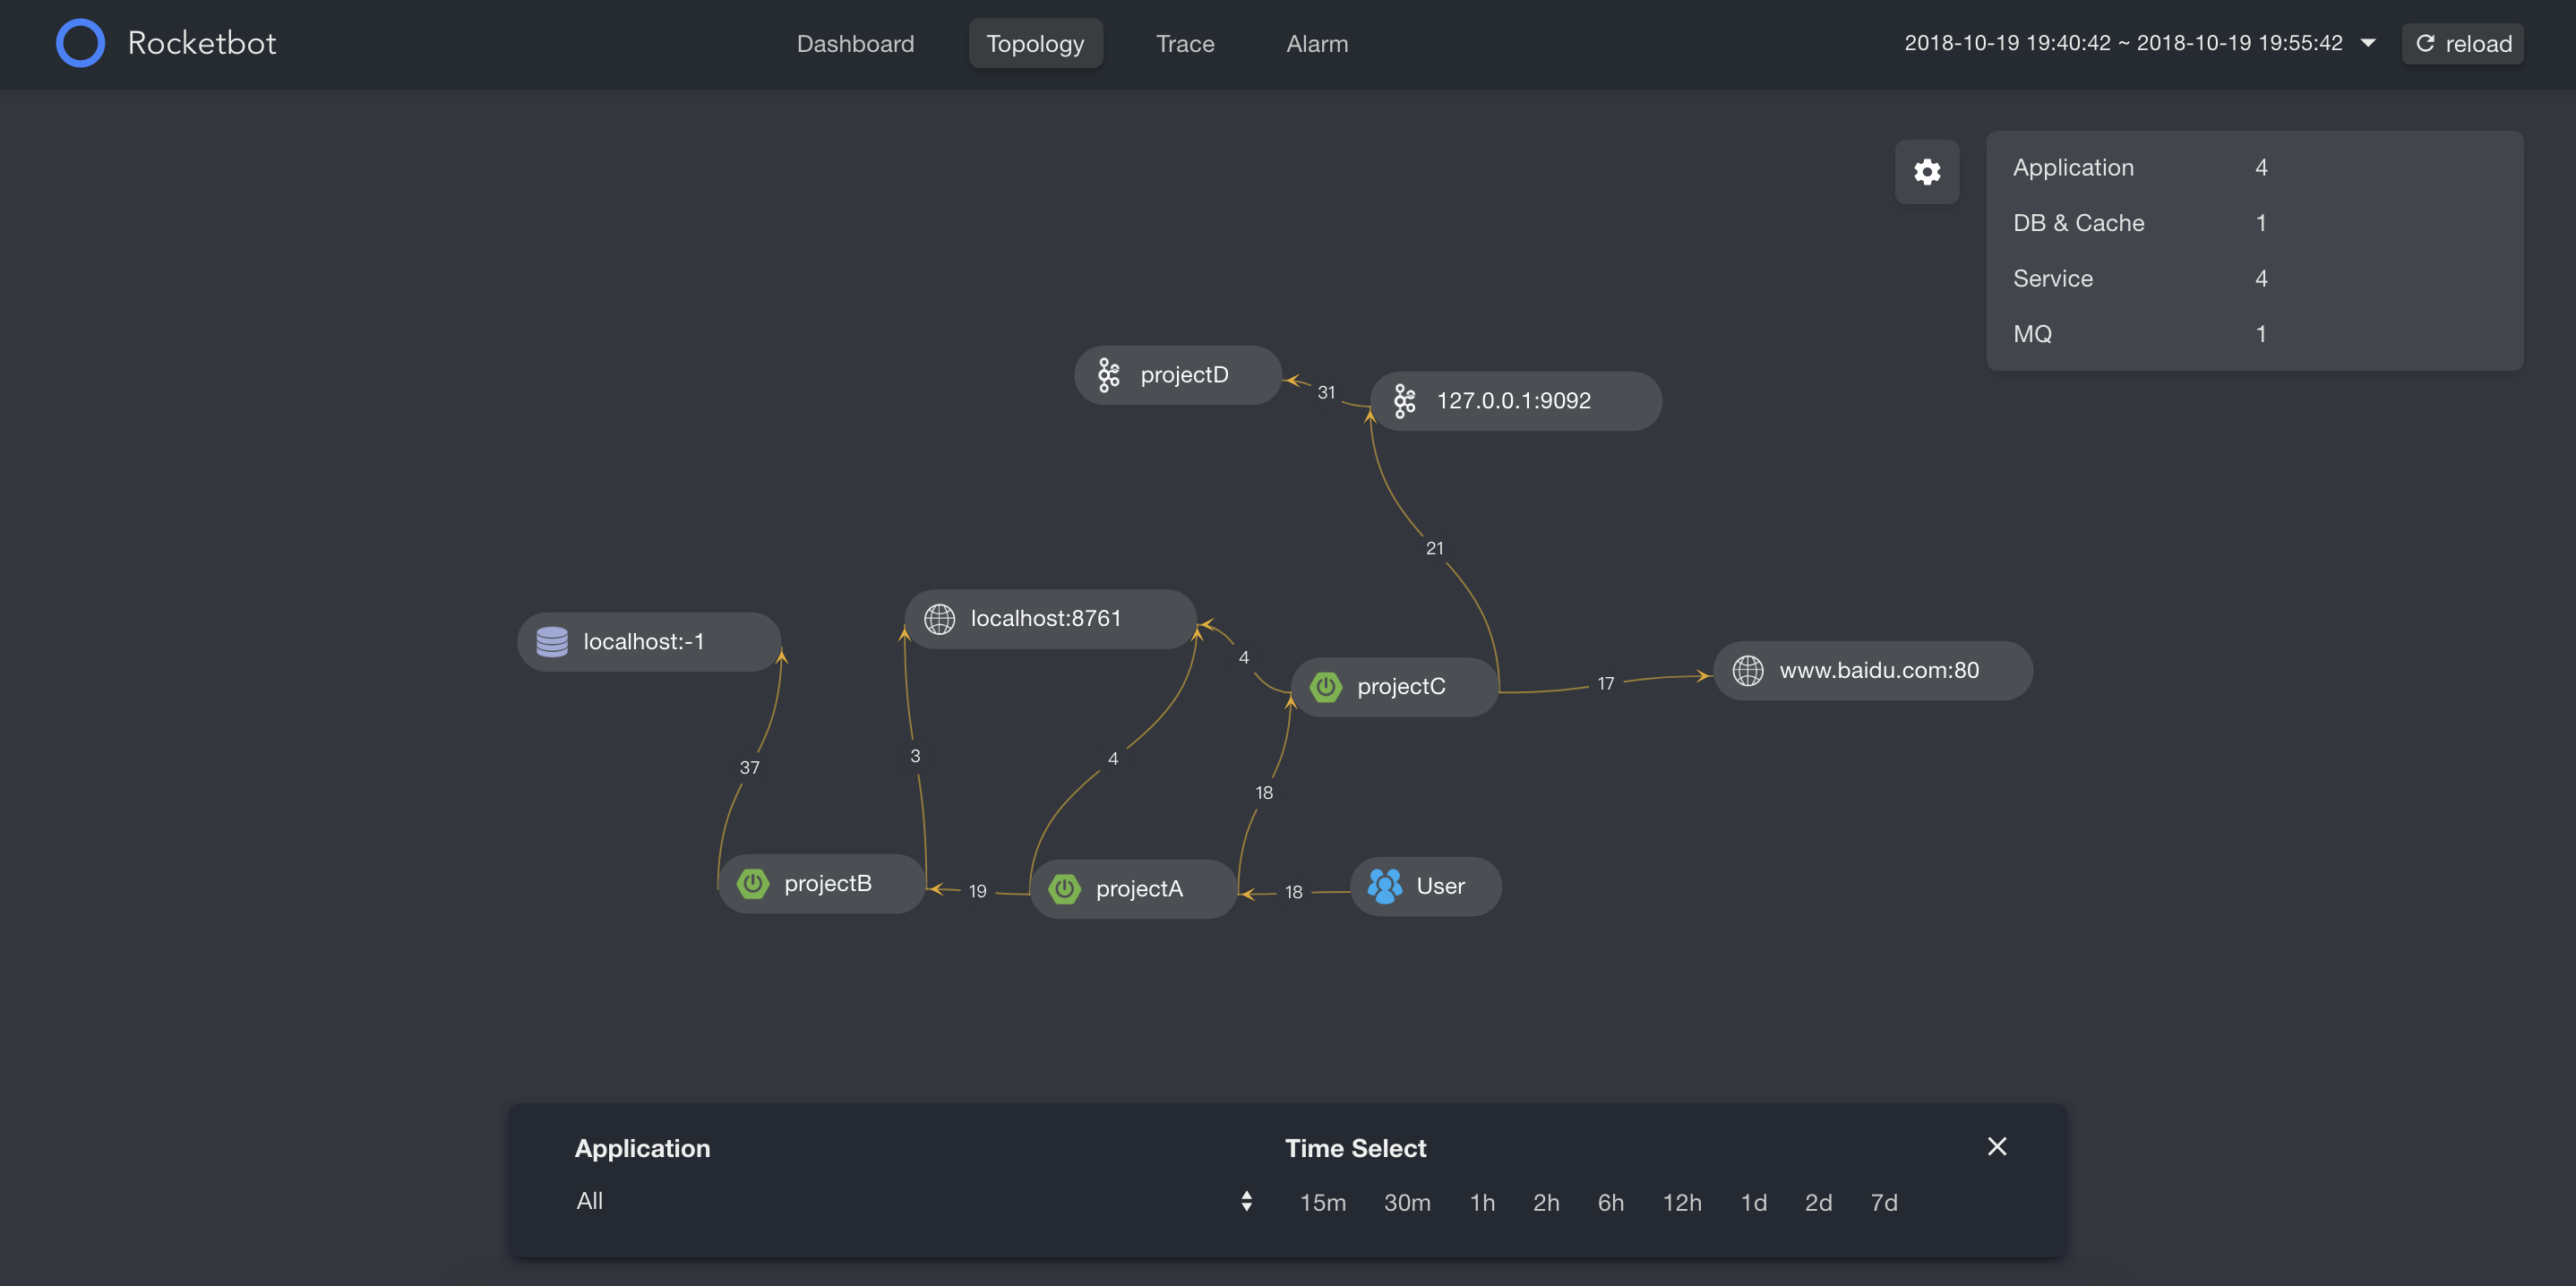 Rocketbot
Dashboard
Topology
Trace
Alarm
2018-10-19 19:40:42 ~ 2018-10-19 19:55:42
reload
Application 4
DB & Cache 1
Service 4
MQ 1
projectD
31
127.0.0.1:9092
21
localhost:-1
localhost:8761
4
projectC
17
www.baidu.com:80
37
3
4
18
projectB
19
projectA
18
User
Application
Time Select
All
15m 30m 1h 2h 6h 12h 1d 2d 7d